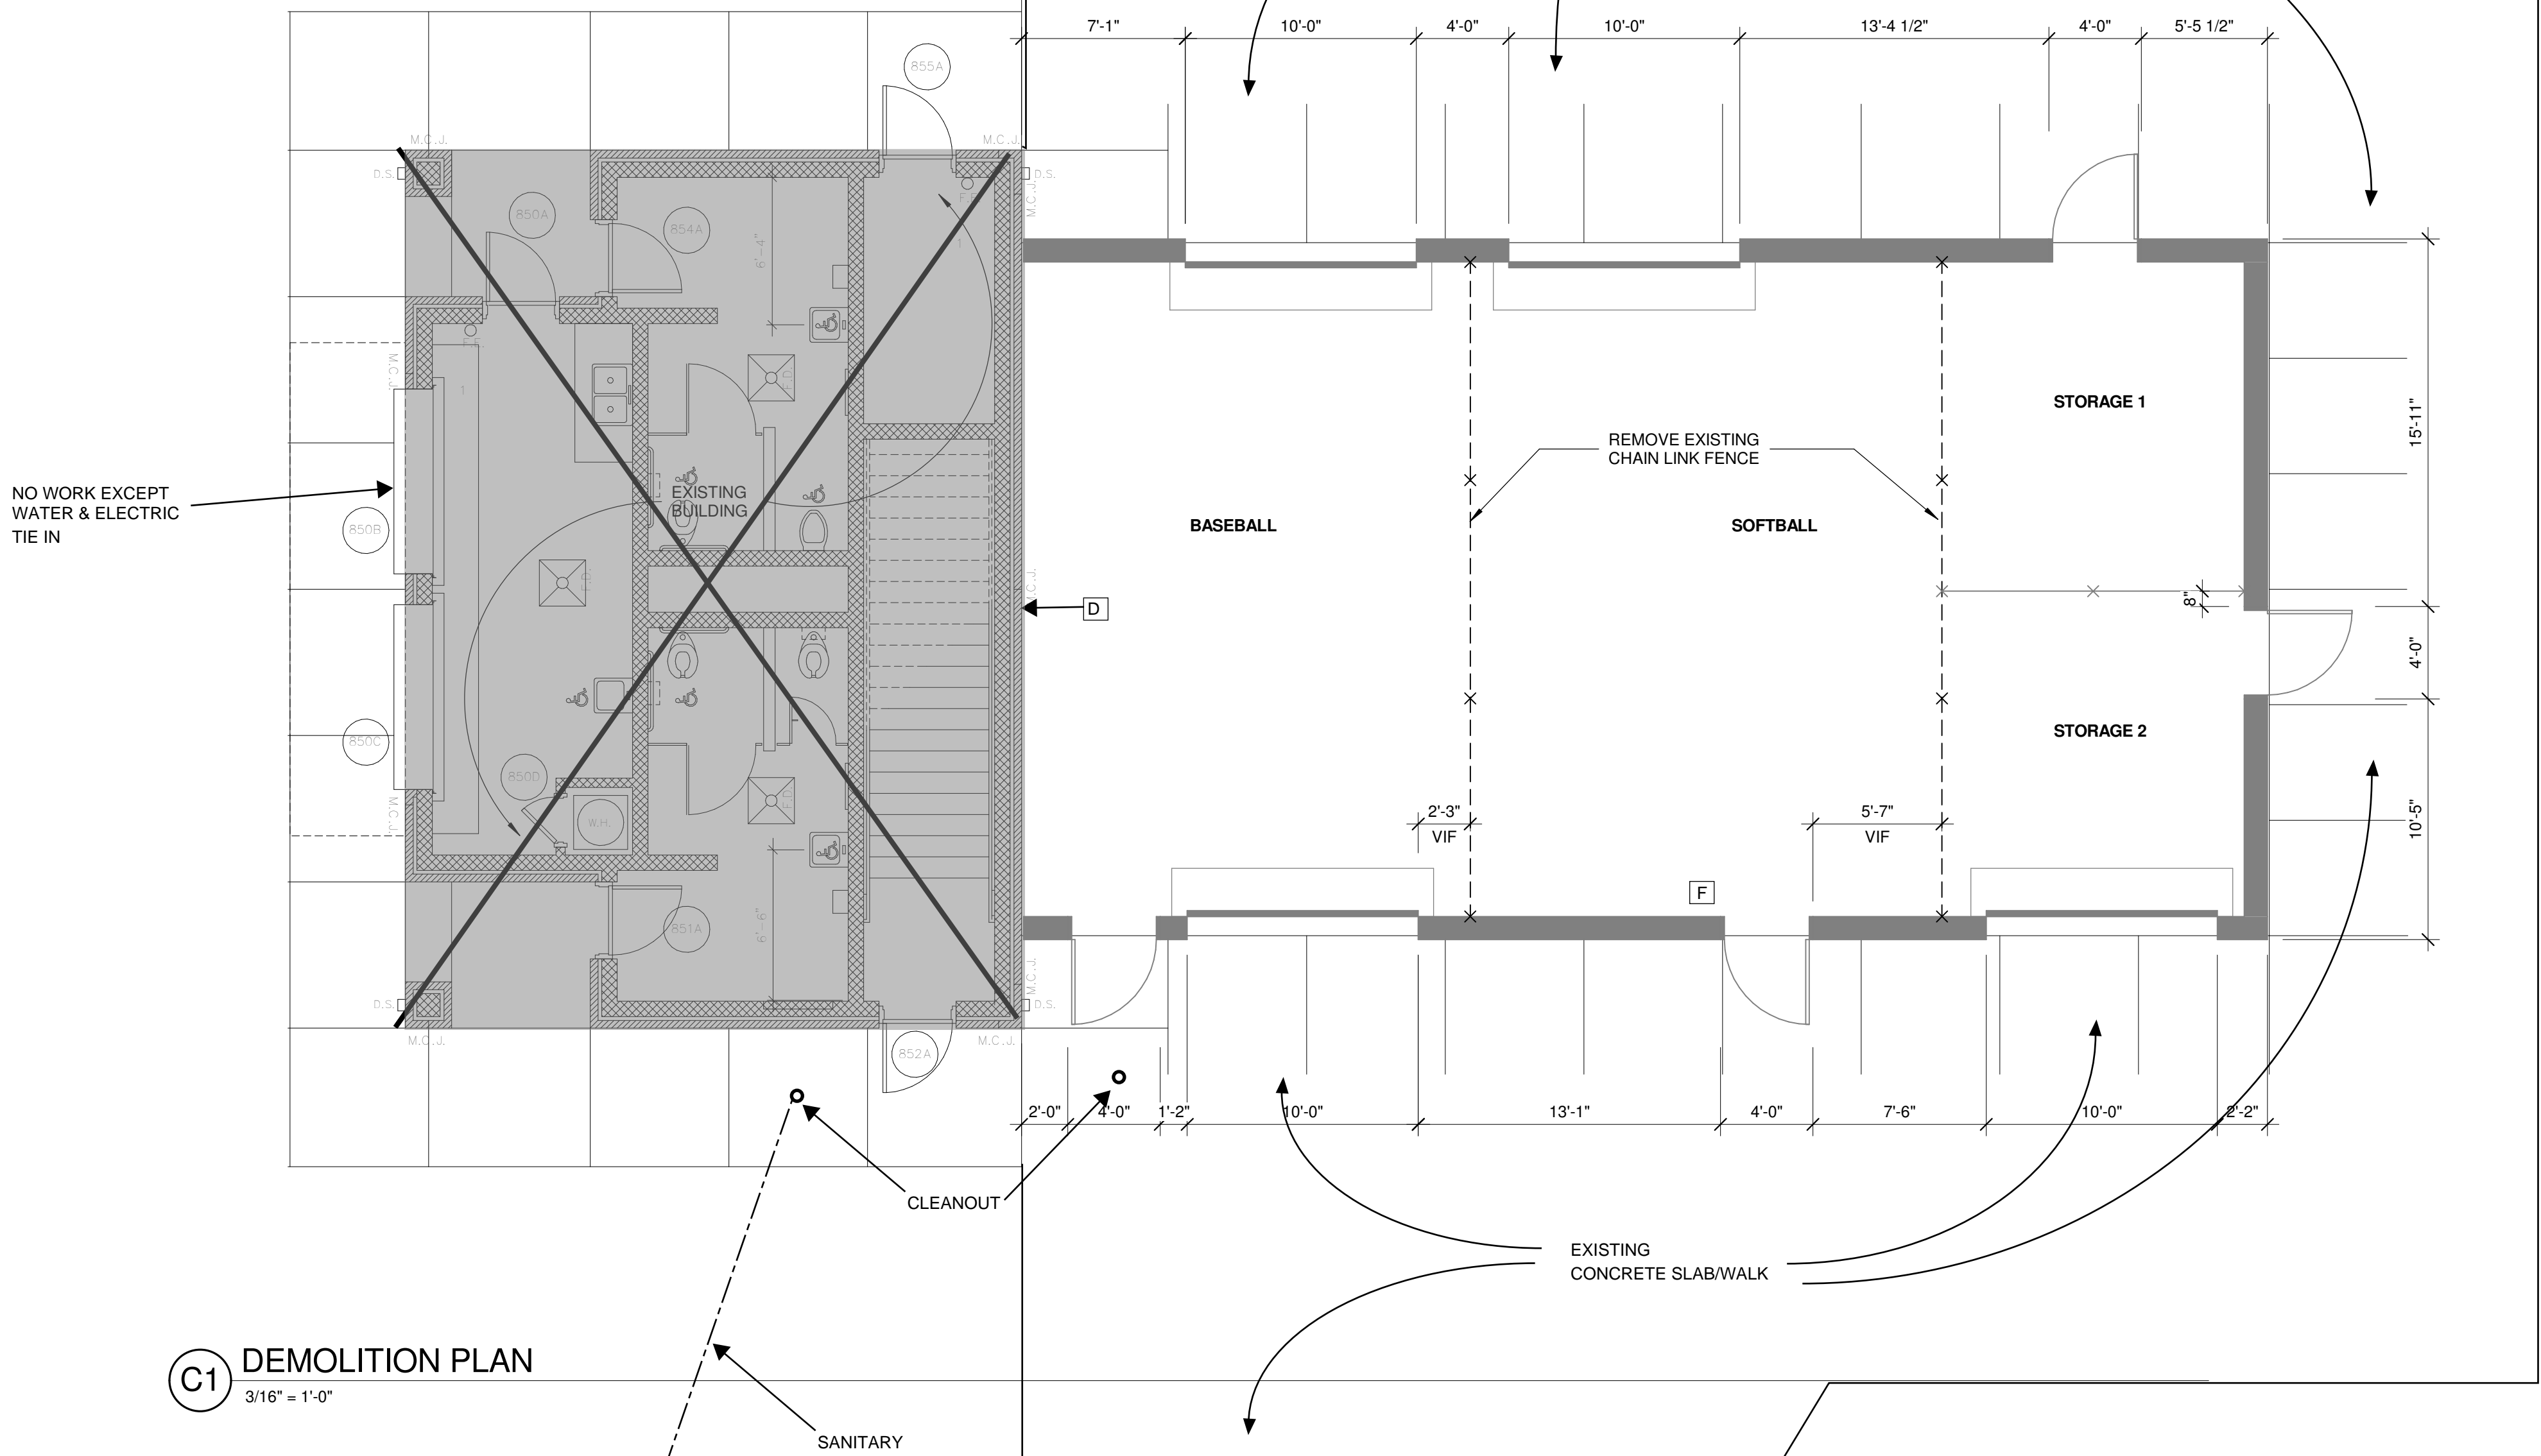 7'-1"
10'-0"
4'-0"
10'-0"
13'-4 1/2"
4'-0"
5'-5 1/2"
855A
M.C.J.
M.C.J.
D.S.
D.S.
M.C.J.
850A
854A
6'-4"
1
15'-11"
STORAGE 1
REMOVE EXISTING
CHAIN LINK FENCE
M.C.J.
F.D.
1
NO WORK EXCEPT
WATER & ELECTRIC
TIE IN
850B
EXISTING
BUILDING
BASEBALL
SOFTBALL
F.D.
M.C.J.
D
8"
4'-0"
STORAGE 2
850C
850D
M.C.J.
W.H.
F.D.
2'-3"
VIF
5'-7"
VIF
10'-5"
F
851A
6'-9"
M.C.J.
D.S.
D.S.
M.C.J.
M.C.J.
852A
2'-0"
4'-0"
1'-2"
10'-0"
13'-1"
4'-0"
7'-6"
10'-0"
2'-2"
CLEANOUT
EXISTING
CONCRETE SLAB/WALK
C1
DEMOLITION PLAN
3/16" = 1'-0"
SANITARY